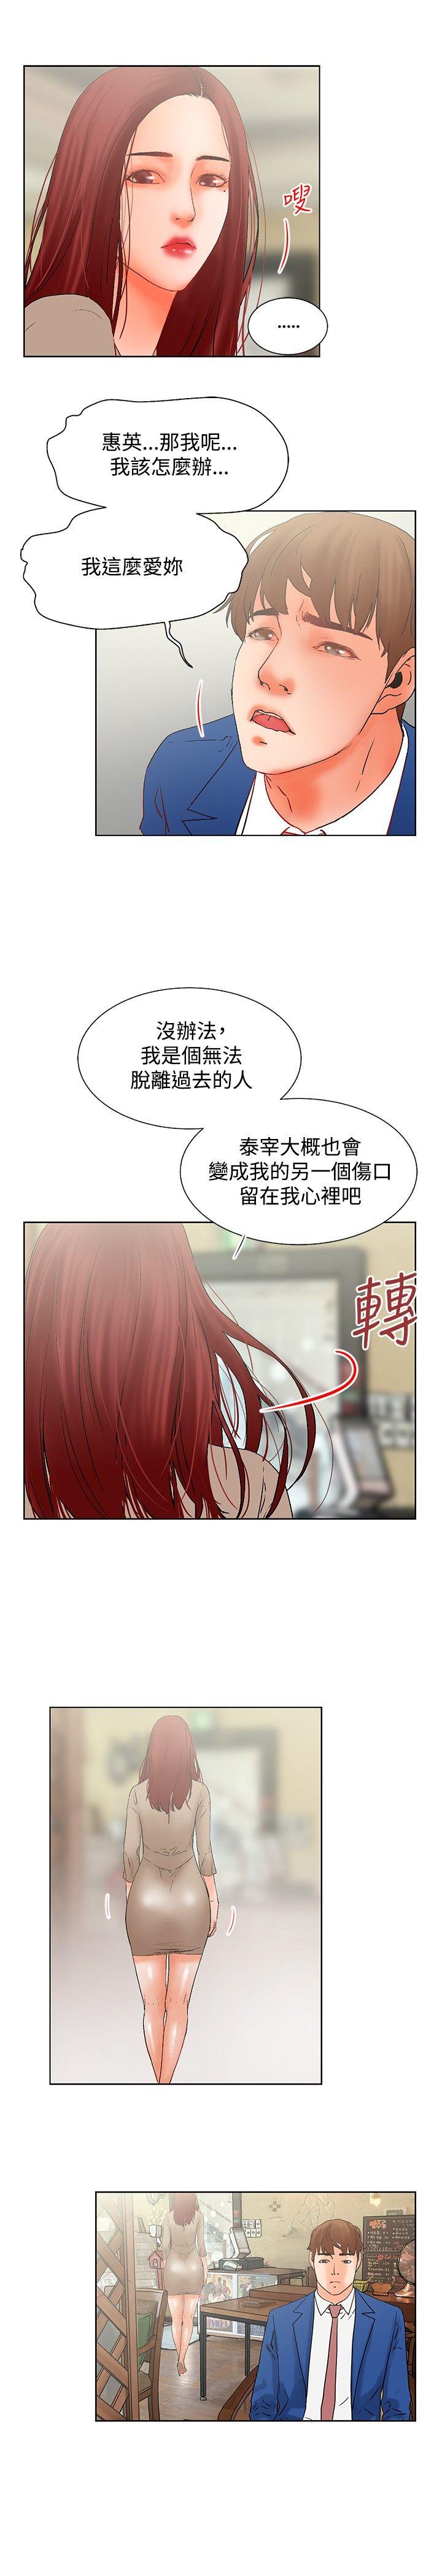 嗖
.....
惠英...那我呢...
我該怎麼辦...
我這麼愛妳
沒辦法，
我是個無法
脫離過去的人
泰宰大概也會
變成我的另一個傷口
留在我心裡吧
轉